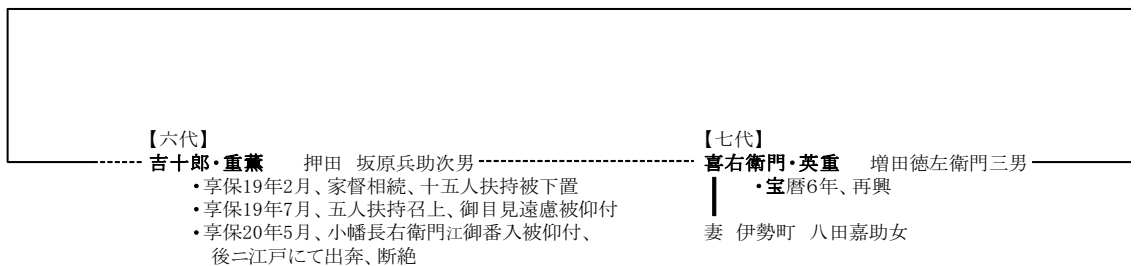 【六代】
吉十郎・重薫 押田 坂原兵助次男
・享保19年2月、家督相続、十五人扶持被下置
・享保19年7月、五人扶持召上、御目見遠慮被仰付
・享保20年5月、小幡長右衛門江御番入被仰付、
後ニ江戸にて出奔、断絶
【七代】
喜右衛門・英重 増田徳左衛門三男
・宝暦6年、再興
妻 伊勢町 八田嘉助女